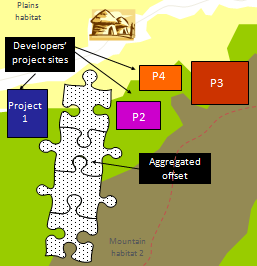 Plains
habitat
Developers'
project sites
P4
P3
Project
1
P2
Aggregated
offset
Mountain
habitat 2